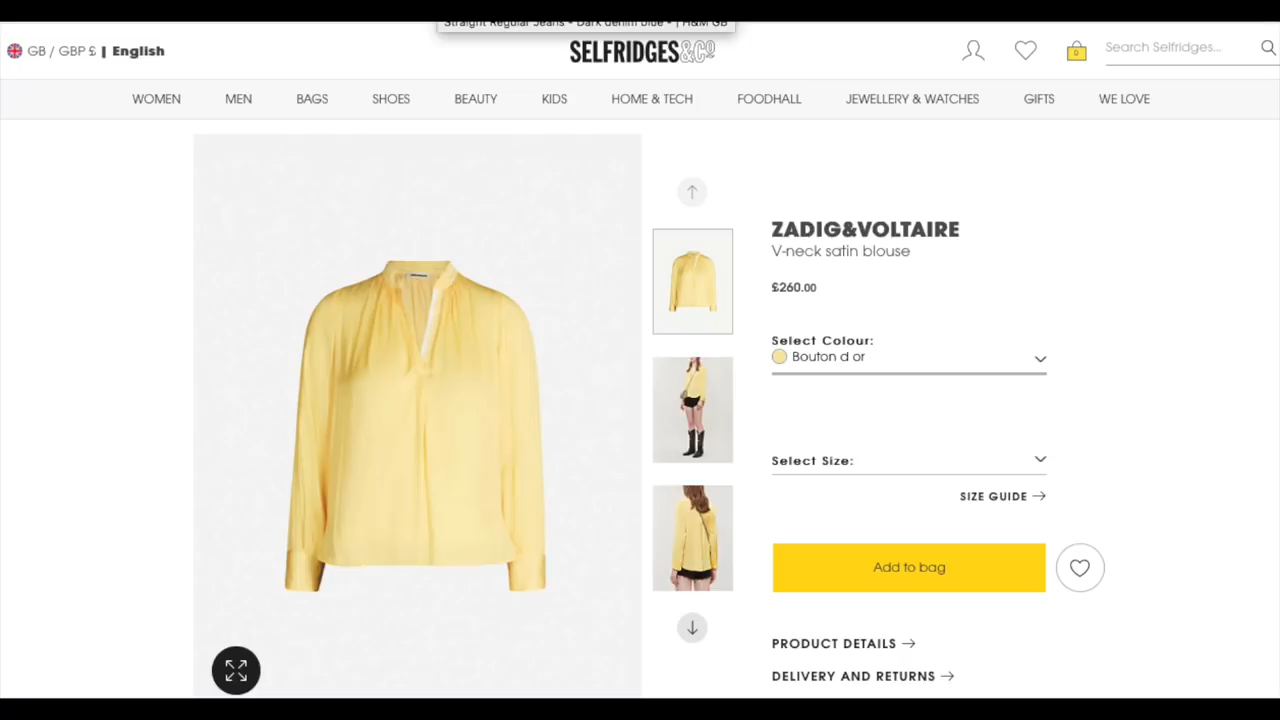 Straight Regular Jeans - Dark denim blue - | H&M GB
GB / GBP £ | English
SELFRIDGES&Cº
0
Search Selfridges...
WOMEN MEN BAGS SHOES BEAUTY KIDS HOME & TECH FOODHALL JEWELLERY & WATCHES GIFTS WE LOVE
ZADIG&VOLTAIRE
V-neck satin blouse
£260.00
Select Colour:
Bouton d or
Select Size:
SIZE GUIDE
Add to bag
PRODUCT DETAILS
DELIVERY AND RETURNS